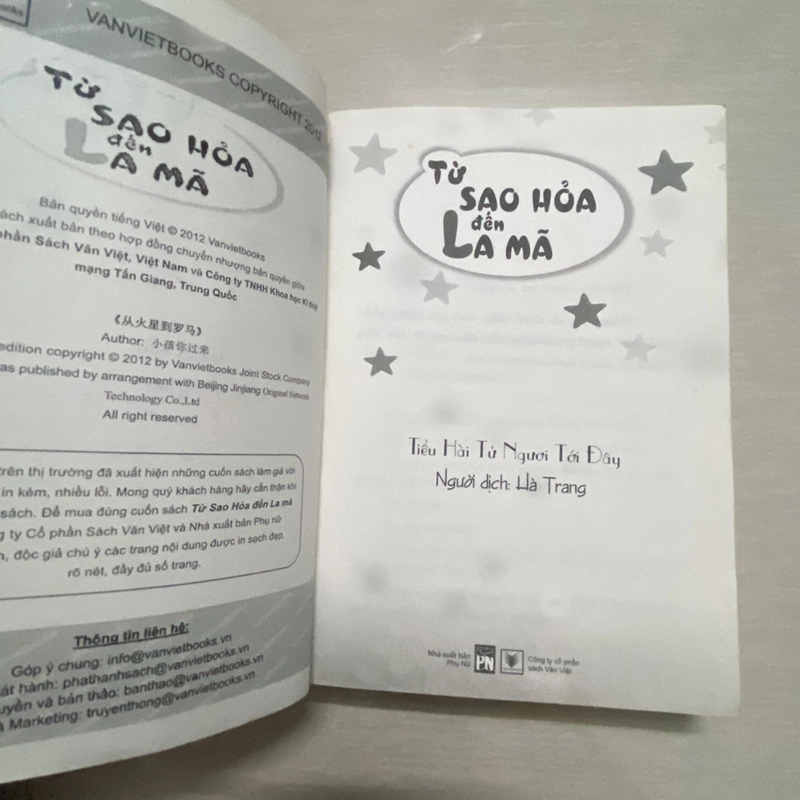 ooks
VANVIETBOOKS COPYRIGHT 2012
Từ
SAO HỎA
đến
LA MÃ
Bản quyền tiếng Việt © 2012 Vanvietbooks
ách xuất bản theo hợp đồng chuyển nhượng bản quyền giữa
phần Sách Văn Việt, Việt Nam và Công ty TNHH Khoa học Kĩ thuật
mạng Tấn Giang, Trung Quốc
《从火星到罗马》
Author: 小孩你过来
edition copyright © 2012 by Vanvietbooks Joint Stock Company
as published by arrangement with Beijing Jinjiang Original Network
Technology Co.,Ltd
All right reserved
trên thị trường đã xuất hiện những cuốn sách làm giả với
in kém, nhiều lỗi. Mong quý khách hàng hãy cẩn thận khi
sách. Để mua đúng cuốn sách Từ Sao Hỏa đến La mã
g ty Cổ phần Sách Văn Việt và Nhà xuất bản Phụ nữ
n, độc giả chú ý các trang nội dung được in sạch đẹp,
rõ nét, đầy đủ số trang.
Thông tin liên hệ:
Góp ý chung: info@vanvietbooks.vn
át hành: phathanhsach@vanvietbooks.vn
uyền và bản thảo: banthao@vanvietbooks.vn
à Marketing: truyenthong@vanvietbooks.vn
Từ
SAO HỎA
đến
LA MÃ
Tiểu Hài Tử Ngươi Tới Đây
Người dịch: Hà Trang
Nhà xuất bản
Phụ Nữ
PN
Công ty cổ phần
sách Văn Việt